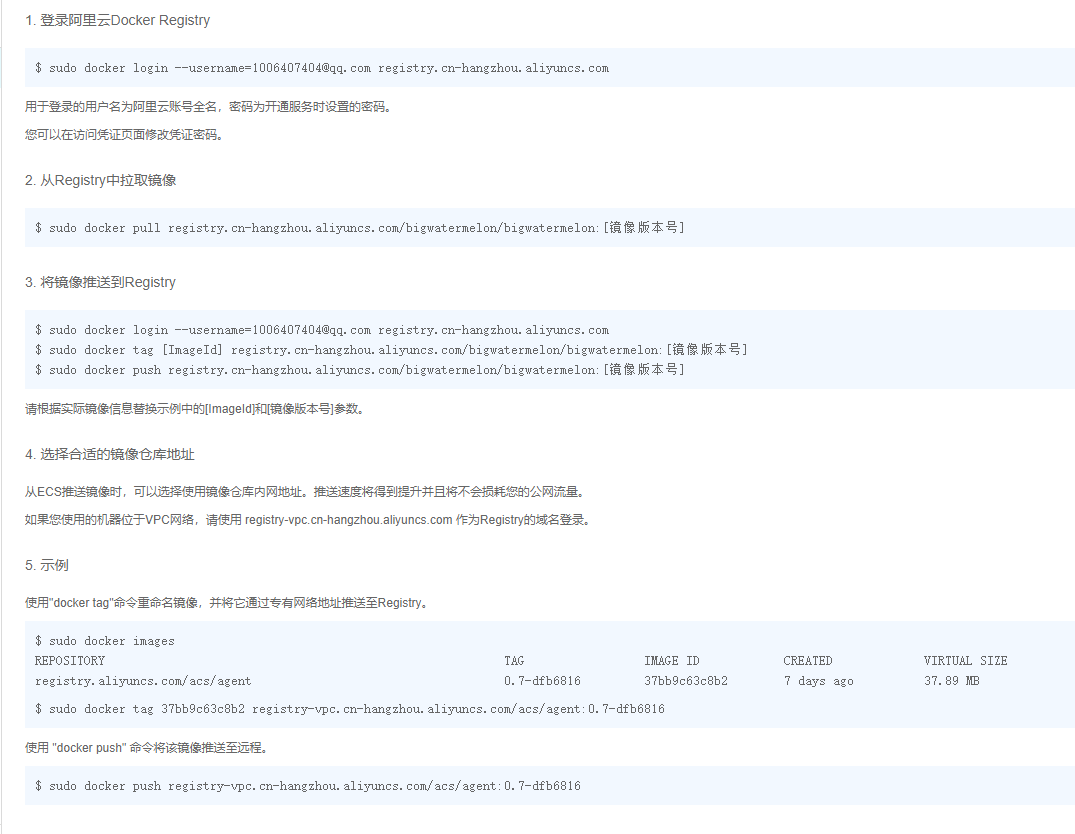 1. 登录阿里云Docker Registry
$ sudo docker login --username=1006407404@qq.com registry.cn-hangzhou.aliyuncs.com
用于登录的用户名为阿里云账号全名，密码为开通服务时设置的密码。
您可以在访问凭证页面修改凭证密码。
2. 从Registry中拉取镜像
$ sudo docker pull registry.cn-hangzhou.aliyuncs.com/bigwatermelon/bigwatermelon:[镜像版本号]
3. 将镜像推送到Registry
$ sudo docker login --username=1006407404@qq.com registry.cn-hangzhou.aliyuncs.com
$ sudo docker tag [ImageId] registry.cn-hangzhou.aliyuncs.com/bigwatermelon/bigwatermelon:[镜像版本号]
$ sudo docker push registry.cn-hangzhou.aliyuncs.com/bigwatermelon/bigwatermelon:[镜像版本号]
请根据实际镜像信息替换示例中的[ImageId]和[镜像版本号]参数。
4. 选择合适的镜像仓库地址
从ECS推送镜像时，可以选择使用镜像仓库内网地址。推送速度将得到提升并且将不会损耗您的公网流量。
如果您使用的机器位于VPC网络，请使用 registry-vpc.cn-hangzhou.aliyuncs.com 作为Registry的域名登录。
5. 示例
使用"docker tag"命令重命名镜像，并将它通过专有网络地址推送至Registry。
$ sudo docker images
REPOSITORY TAG IMAGE ID CREATED VIRTUAL SIZE
registry.aliyuncs.com/acs/agent 0.7-dfb6816 37bb9c63c8b2 7 days ago 37.89 MB
$ sudo docker tag 37bb9c63c8b2 registry-vpc.cn-hangzhou.aliyuncs.com/acs/agent:0.7-dfb6816
使用 "docker push" 命令将该镜像推送至远程。
$ sudo docker push registry-vpc.cn-hangzhou.aliyuncs.com/acs/agent:0.7-dfb6816